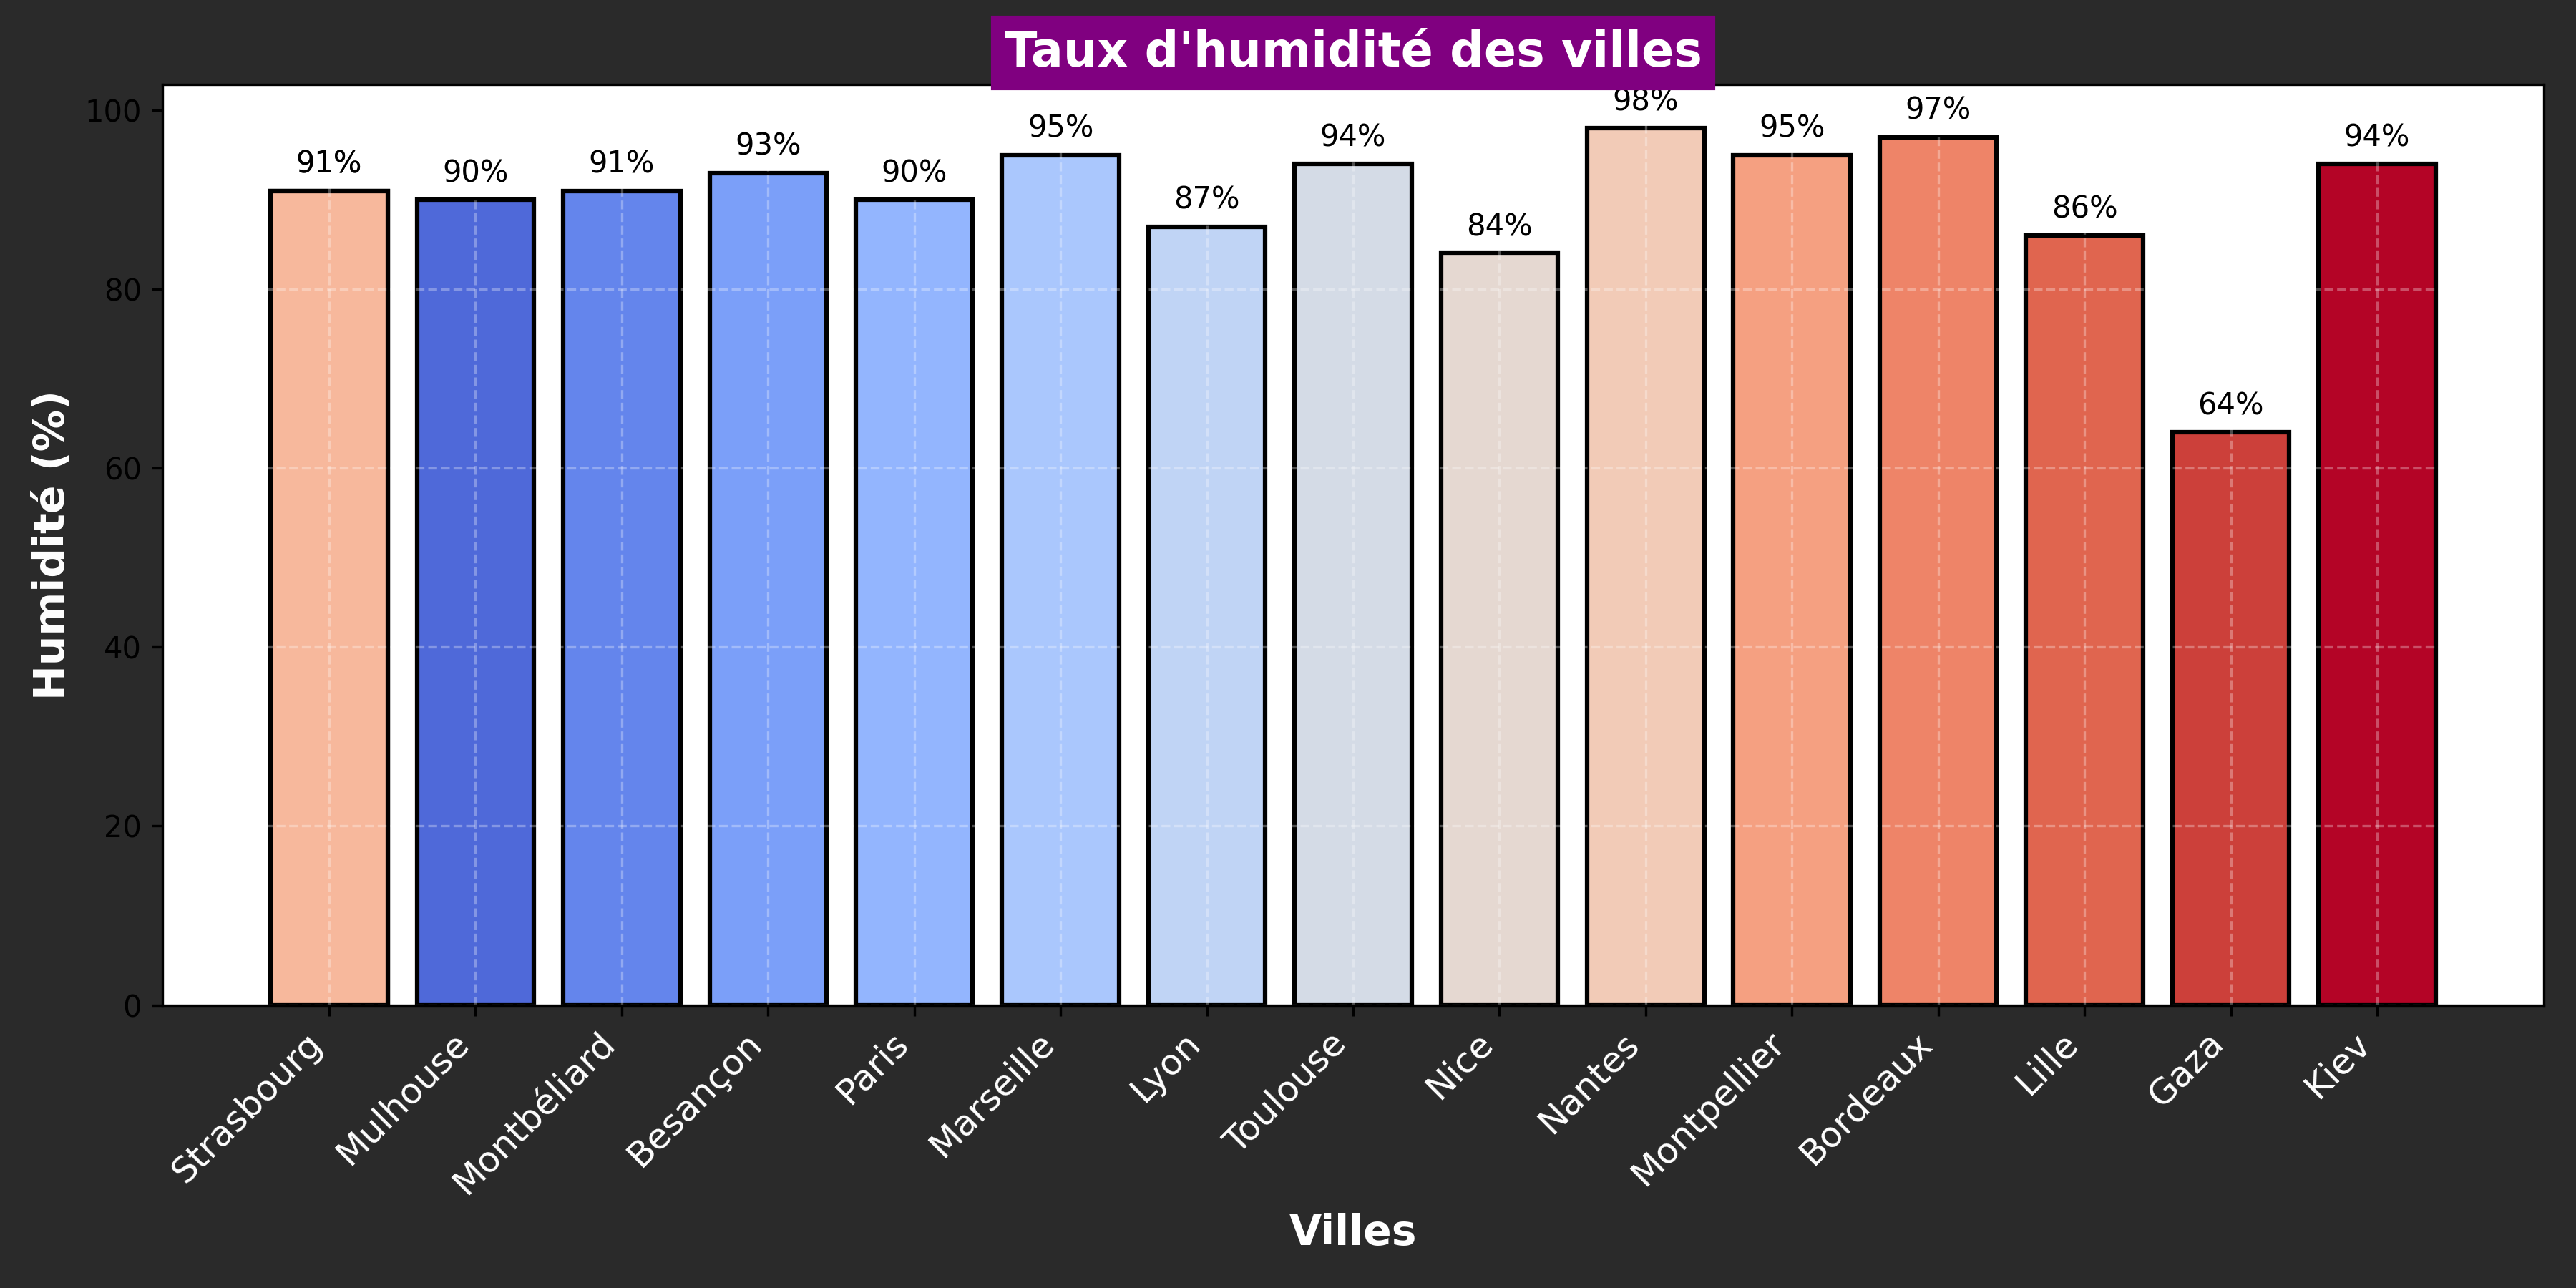 Taux d'humidité des villes
Humidité (%)
100
80
60
40
20
0
91%
90%
91%
93%
90%
95%
87%
94%
84%
98%
95%
97%
86%
64%
94%
Strasbourg
Mulhouse
Montbéliard
Besançon
Paris
Marseille
Lyon
Toulouse
Nice
Nantes
Montpellier
Bordeaux
Lille
Gaza
Kiev
Villes